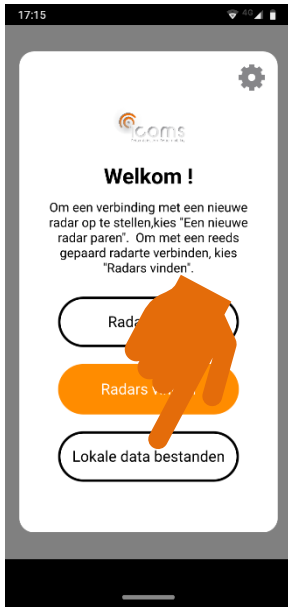 17:15
4G
icoms
Welkom !
Om een verbinding met een nieuwe
radar op te stellen,kies "Een nieuwe
radar paren". Om met een reeds
gepaard radarte verbinden, kies
"Radars vinden".
Radars
Lokale data bestanden